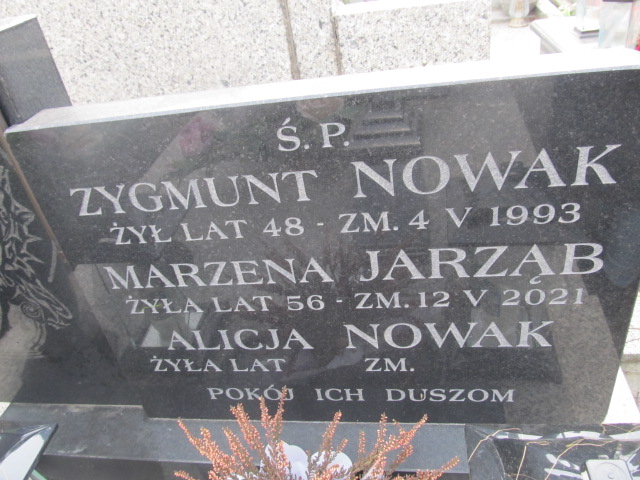 Ś. P.
ZYGMUNT NOWAK
ŻYŁ LAT 48 - ZM. 4 V 1993
MARZENA JARZĄB
ŻYŁA LAT 56 - ZM. 12 V 2021
ALICJA NOWAK
ŻYŁA LAT ZM.
POKÓJ ICH DUSZOM